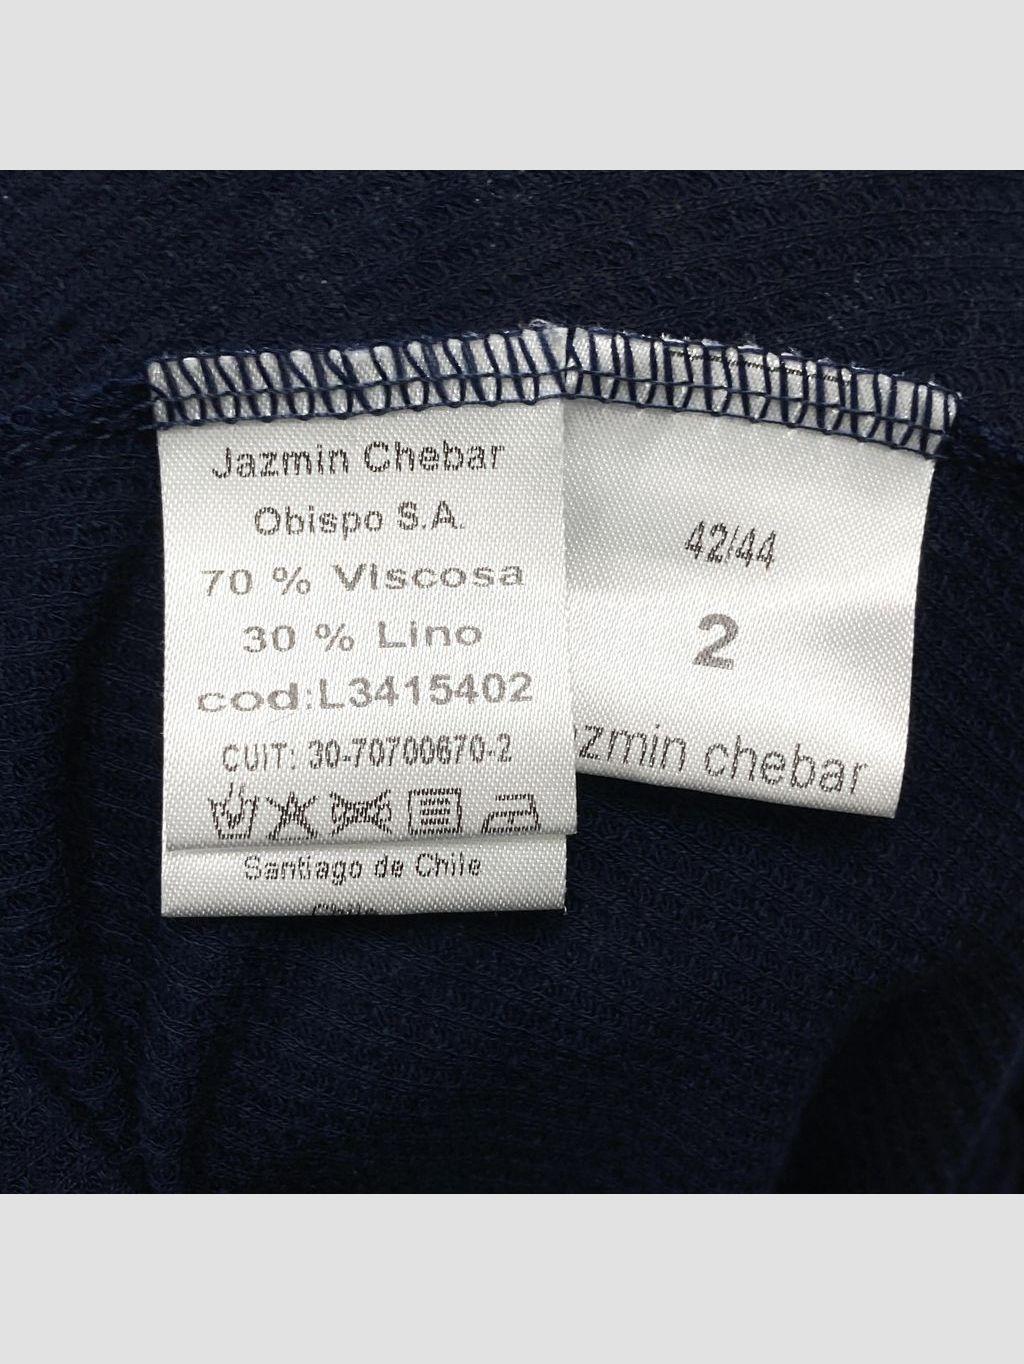 Jazmin Chebar
Obispo S.A.
70 % VIscosa
30 % Lino
cod:L3415402
CUIT: 30-70700670-2
Santiago de Chile
42/44
2
zmin chebar